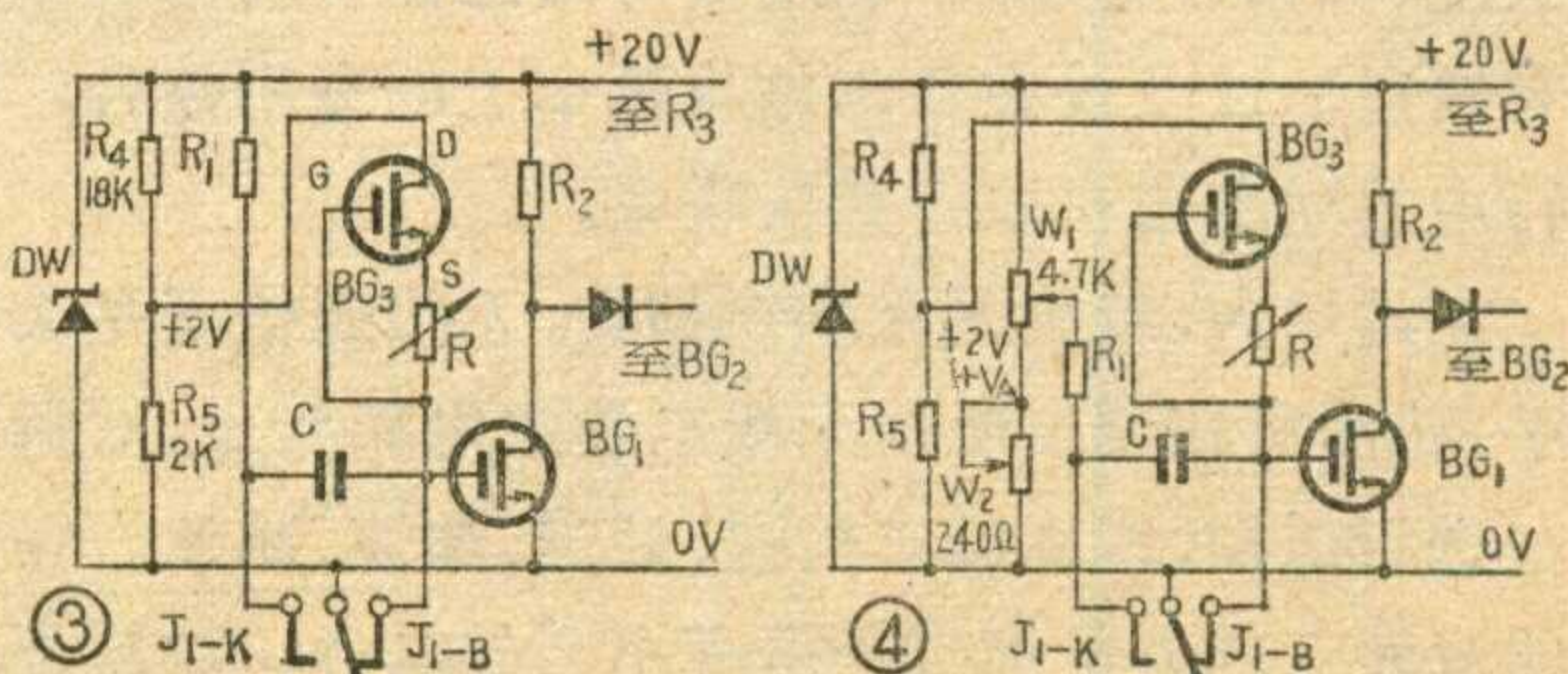 +20V
至R3
R4
18K
R1
G
D
R2
DW
BG3
S
+2V
R
至BG2
R5
2K
C
BG1
0V
③
J1-K
J1-B
+20V
至R3
BG3
R4
W1
4.7K
R2
DW
+2V
R1
R
至BG2
R5
C
BG1
W2
240Ω
0V
④
J1-K
J1-B